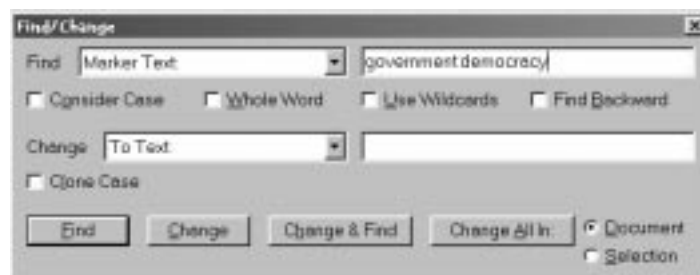 Find/Change
Find Marker Text government democracy
Consider Case Whole Word Use Wildcards Find Backward
Change To Text
Clone Case
Find Change Change & Find Change All In: Document
Selection